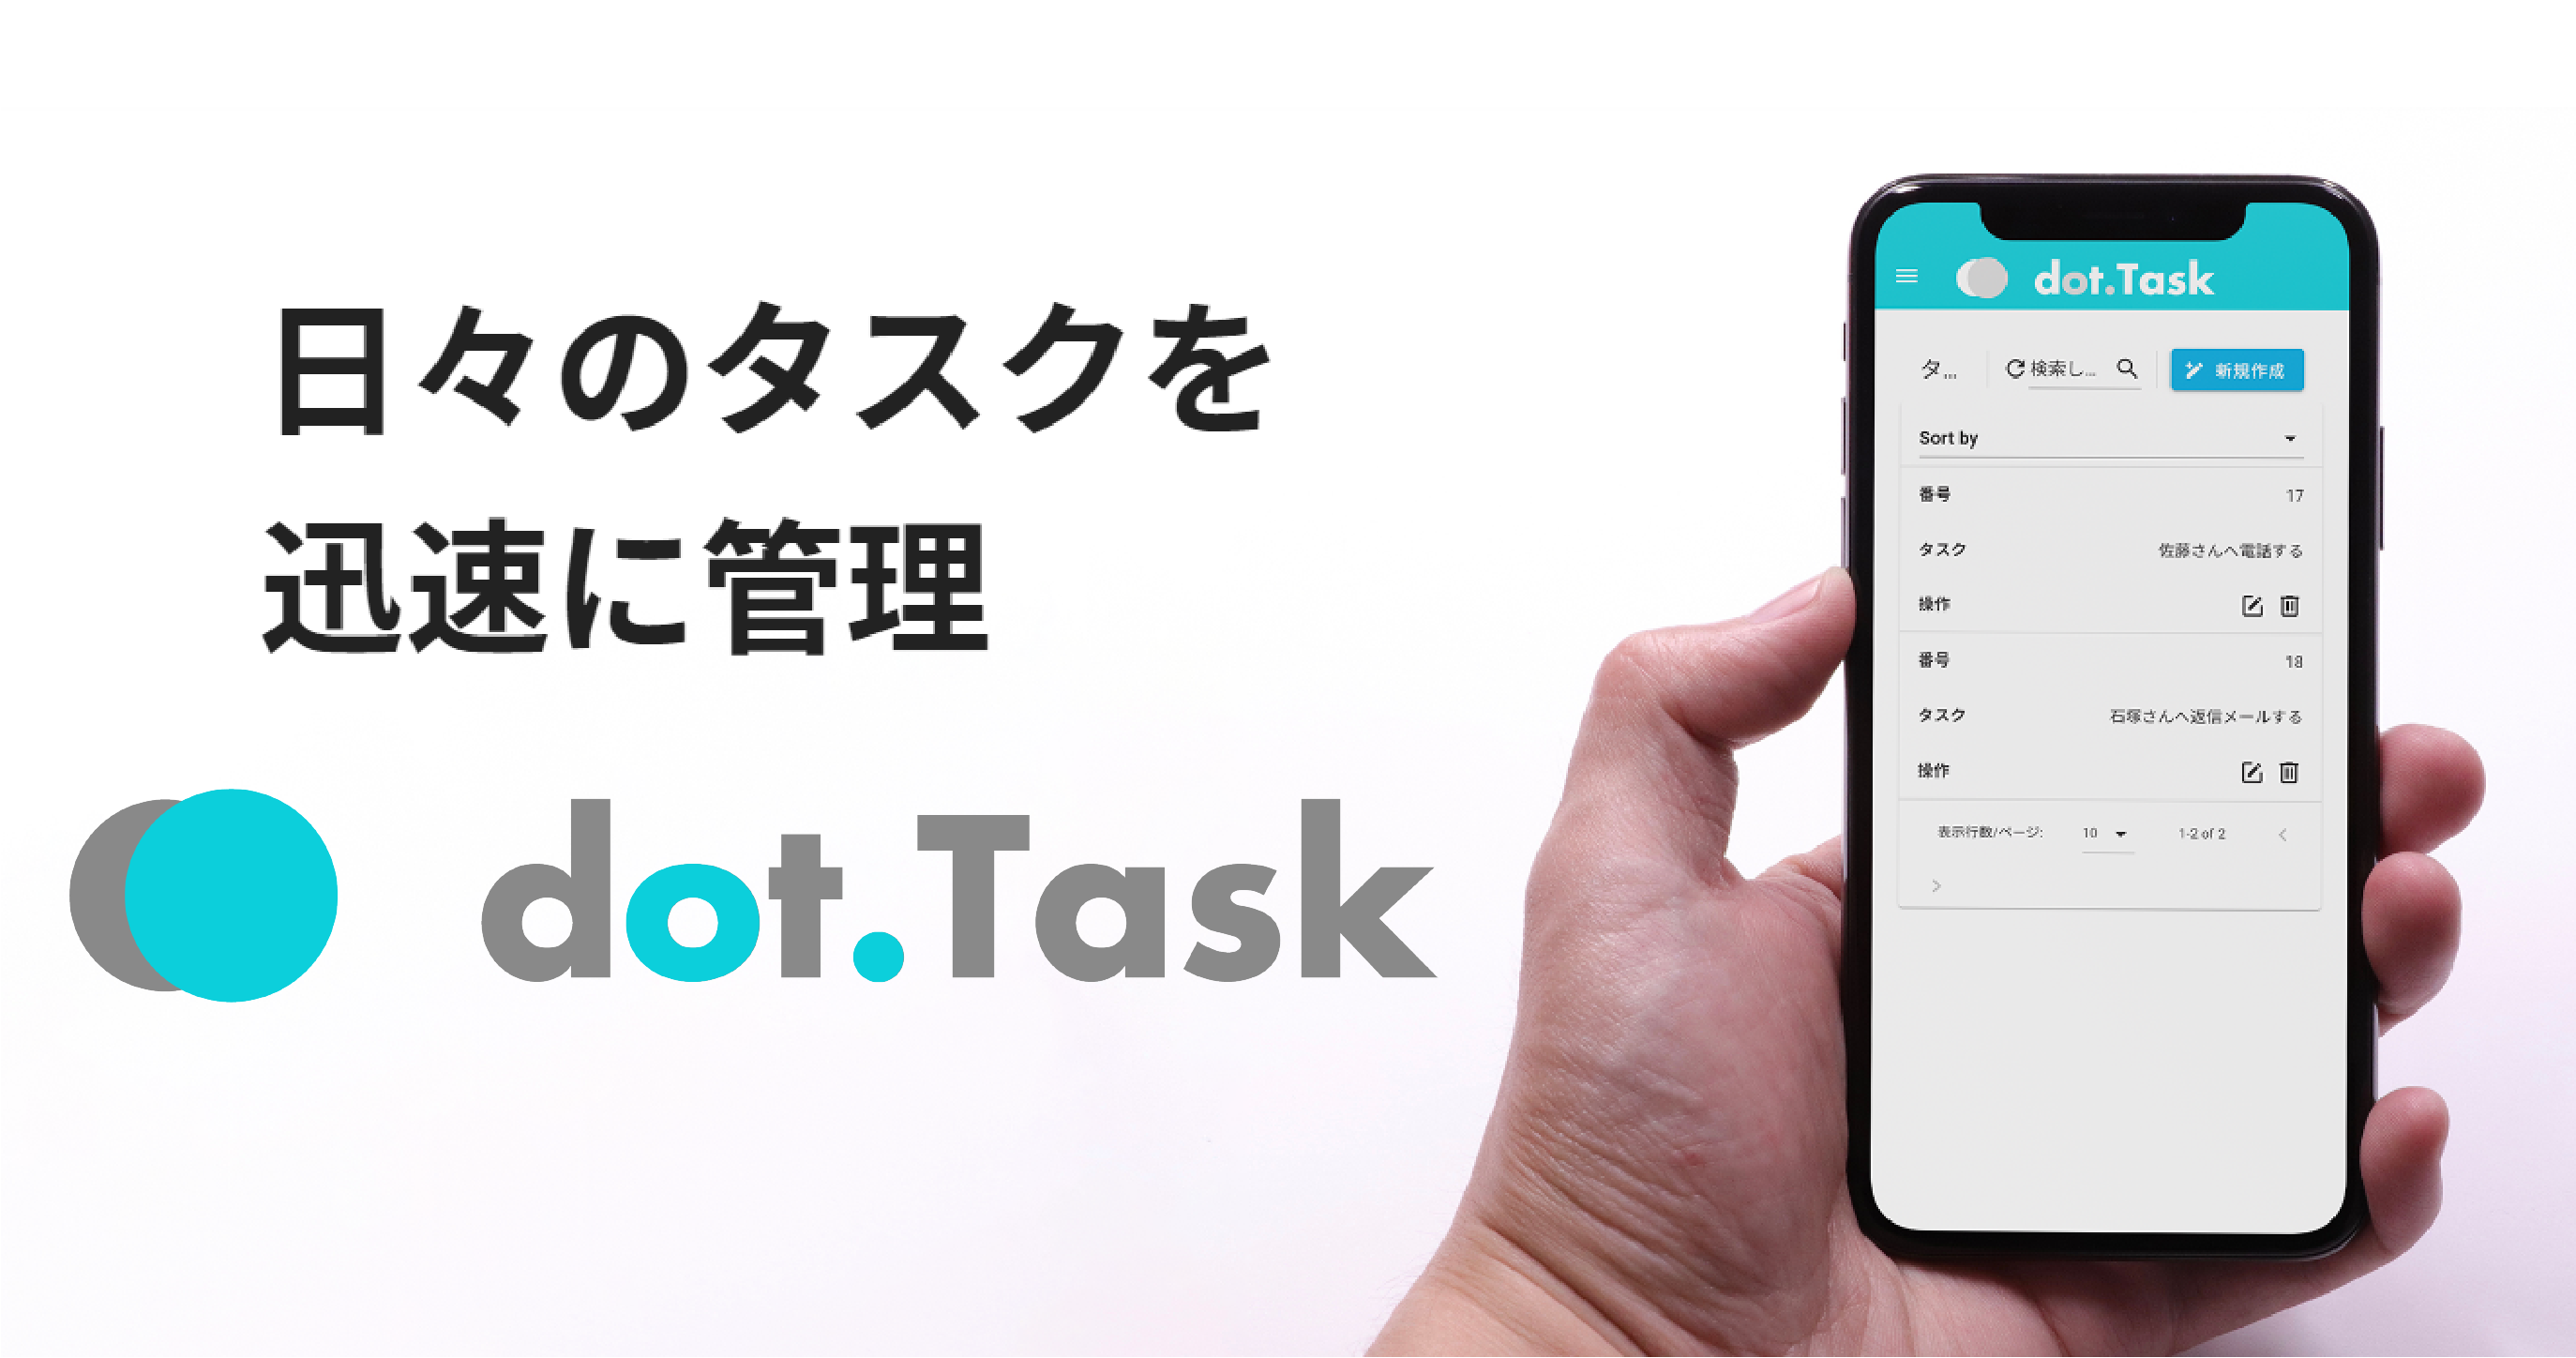 日々のタスクを
迅速に管理
dot.Task
dot.Task
タ... 検索し... 新規作成
Sort by
番号 17
タスク 佐藤さんへ電話する
操作
番号 18
タスク 石塚さんへ返信メールする
操作
表示行数/ページ: 10 1-2 of 2